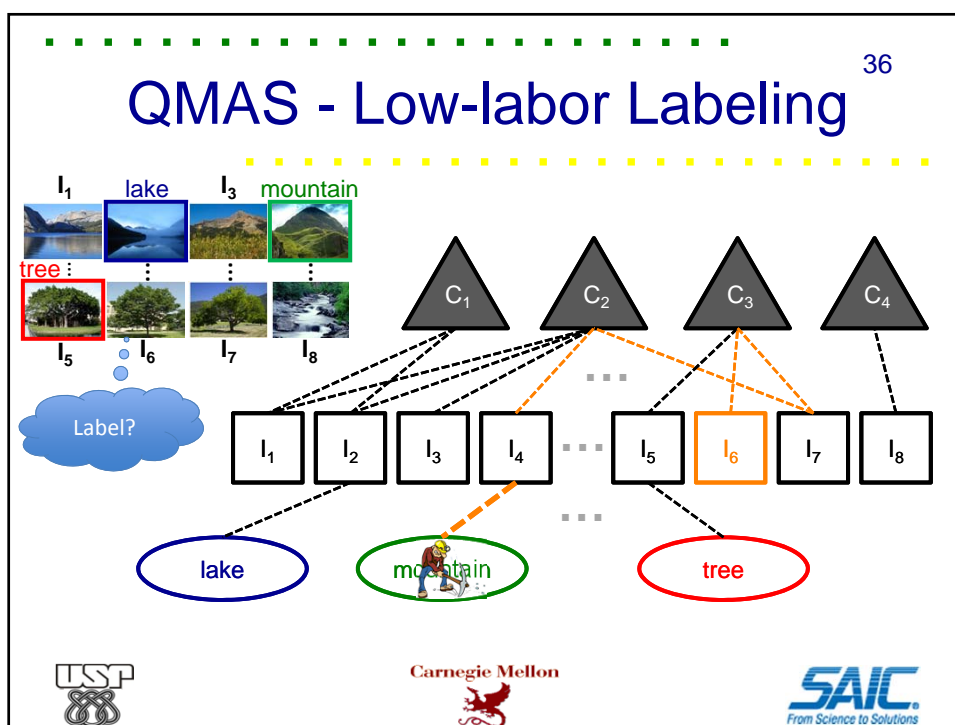 36
QMAS - Low-labor Labeling
I₁ lake I₃ mountain
tree
I₅ I₆ I₇ I₈
Label?
C₁ C₂ C₃ C₄
...
I₁ I₂ I₃ I₄ ... I₅ I₆ I₇ I₈
...
lake mountain tree
USP
Carnegie Mellon
SAIC.
From Science to Solutions